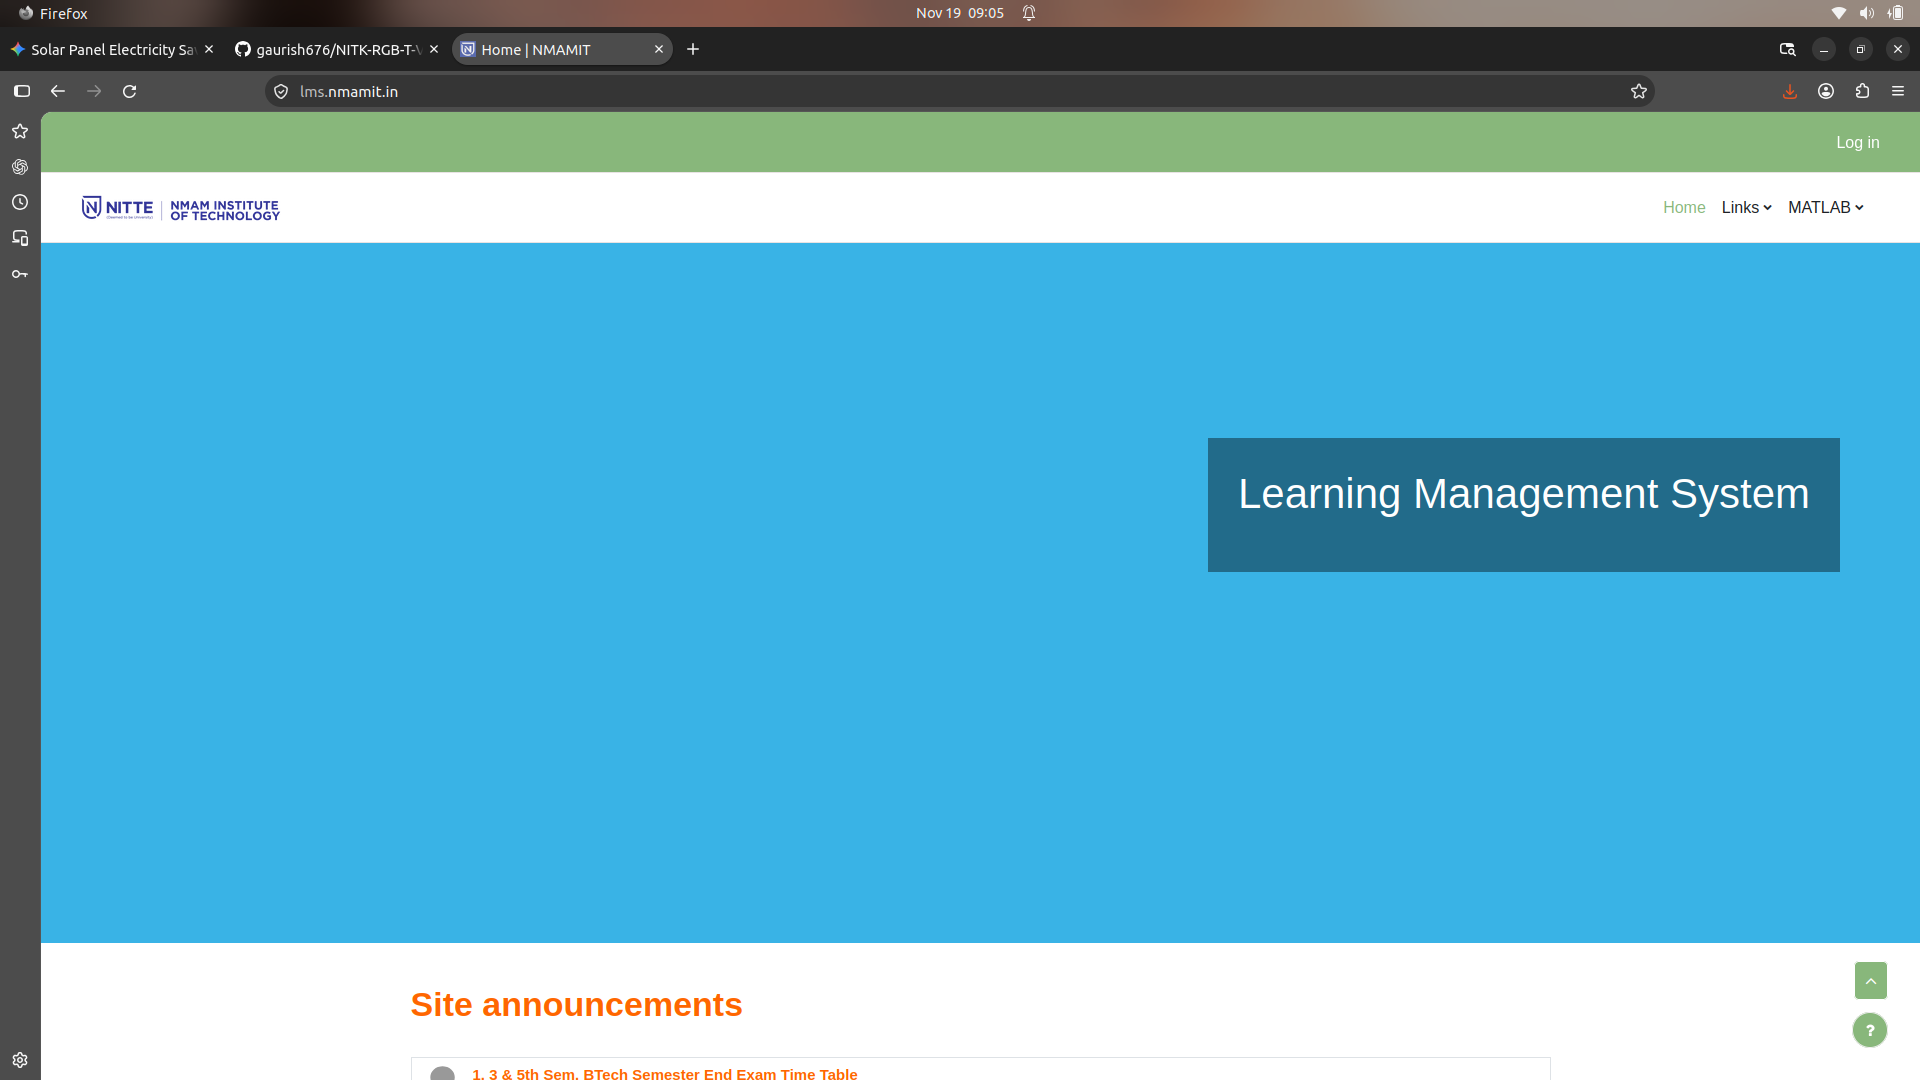 Firefox
Nov 19 09:05
Solar Panel Electricity Sav
gaurish676/NITK-RGB-T-V
Home | NMAMIT
lms.nmamit.in
Log in
NITTE
NMAM INSTITUTE
OF TECHNOLOGY
Home
Links
MATLAB
Learning Management System
Site announcements
1, 3 & 5th Sem. BTech Semester End Exam Time Table
?